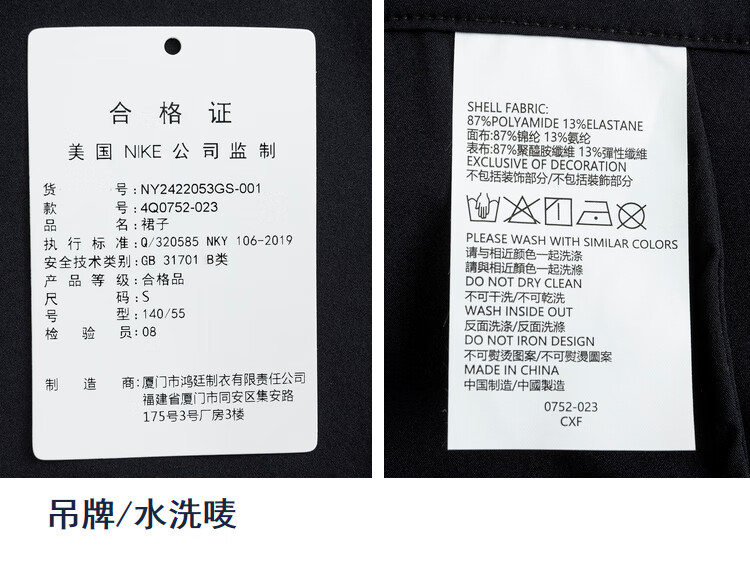 合格证
美国NIKE公司监制
货号:NY2422053GS-001
款号:4Q0752-023
品名:裙子
执行标准:Q/320585 NKY 106-2019
安全技术类别:GB 31701 B类
产品等级:合格品
尺码:S
号型:140/55
检验员:08
制造商:厦门市鸿廷制衣有限责任公司
福建省厦门市同安区集安路
175号3号厂房3楼
SHELL FABRIC:
87%POLYAMIDE 13%ELASTANE
面布:87%锦纶 13%氨纶
表布:87%聚醯胺纖維 13%彈性纖維
EXCLUSIVE OF DECORATION
不包括装饰部分/不包括裝飾部分
PLEASE WASH WITH SIMILAR COLORS
请与相近颜色一起洗涤
請與相近顏色一起洗滌
DO NOT DRY CLEAN
不可干洗/不可乾洗
WASH INSIDE OUT
反面洗涤/反面洗滌
DO NOT IRON DESIGN
不可熨烫图案/不可熨燙圖案
MADE IN CHINA
中国制造/中國製造
0752-023
CXF
吊牌/水洗唛